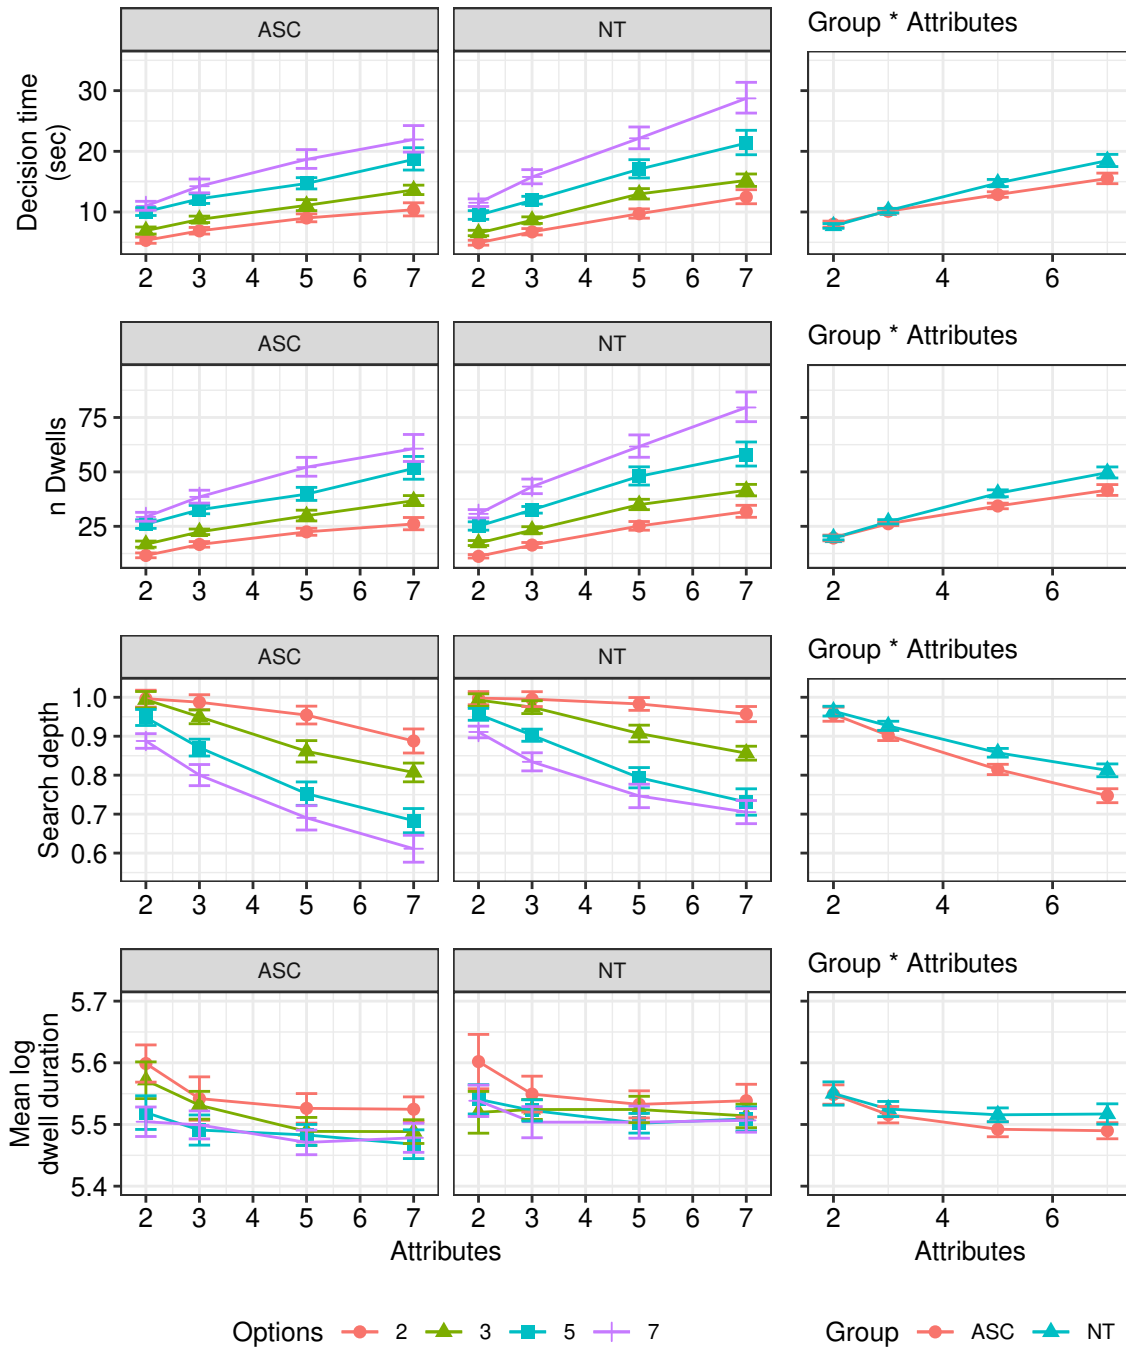 ASC NT Group * Attributes
Decision time
(sec)
30
20
10
2 3 4 5 6 7 2 3 4 5 6 7 2 4 6
ASC NT Group * Attributes
n Dwells
75
50
25
2 3 4 5 6 7 2 3 4 5 6 7 2 4 6
ASC NT Group * Attributes
Search depth
1.0
0.9
0.8
0.7
0.6
2 3 4 5 6 7 2 3 4 5 6 7 2 4 6
ASC NT Group * Attributes
Mean log
dwell duration
5.7
5.6
5.5
5.4
2 3 4 5 6 7 2 3 4 5 6 7 2 4 6
Attributes Attributes
Options 2 3 5 7 Group ASC NT